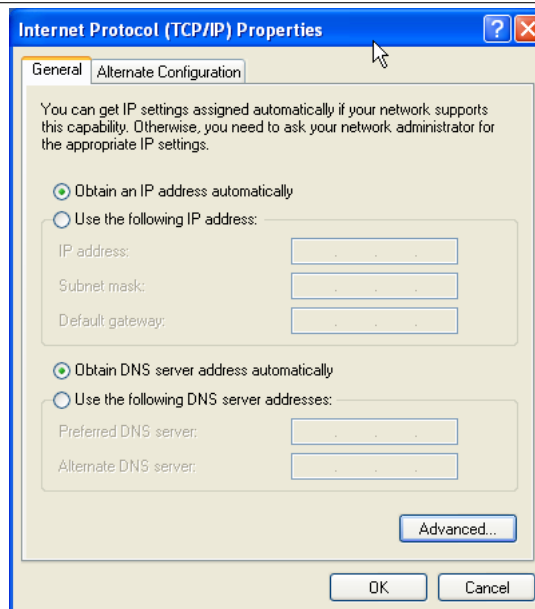 Internet Protocol (TCP/IP) Properties
General
Alternate Configuration
You can get IP settings assigned automatically if your network supports
this capability. Otherwise, you need to ask your network administrator for
the appropriate IP settings.
Obtain an IP address automatically
Use the following IP address:
IP address:
Subnet mask:
Default gateway:
Obtain DNS server address automatically
Use the following DNS server addresses:
Preferred DNS server:
Alternate DNS server:
Advanced...
OK
Cancel